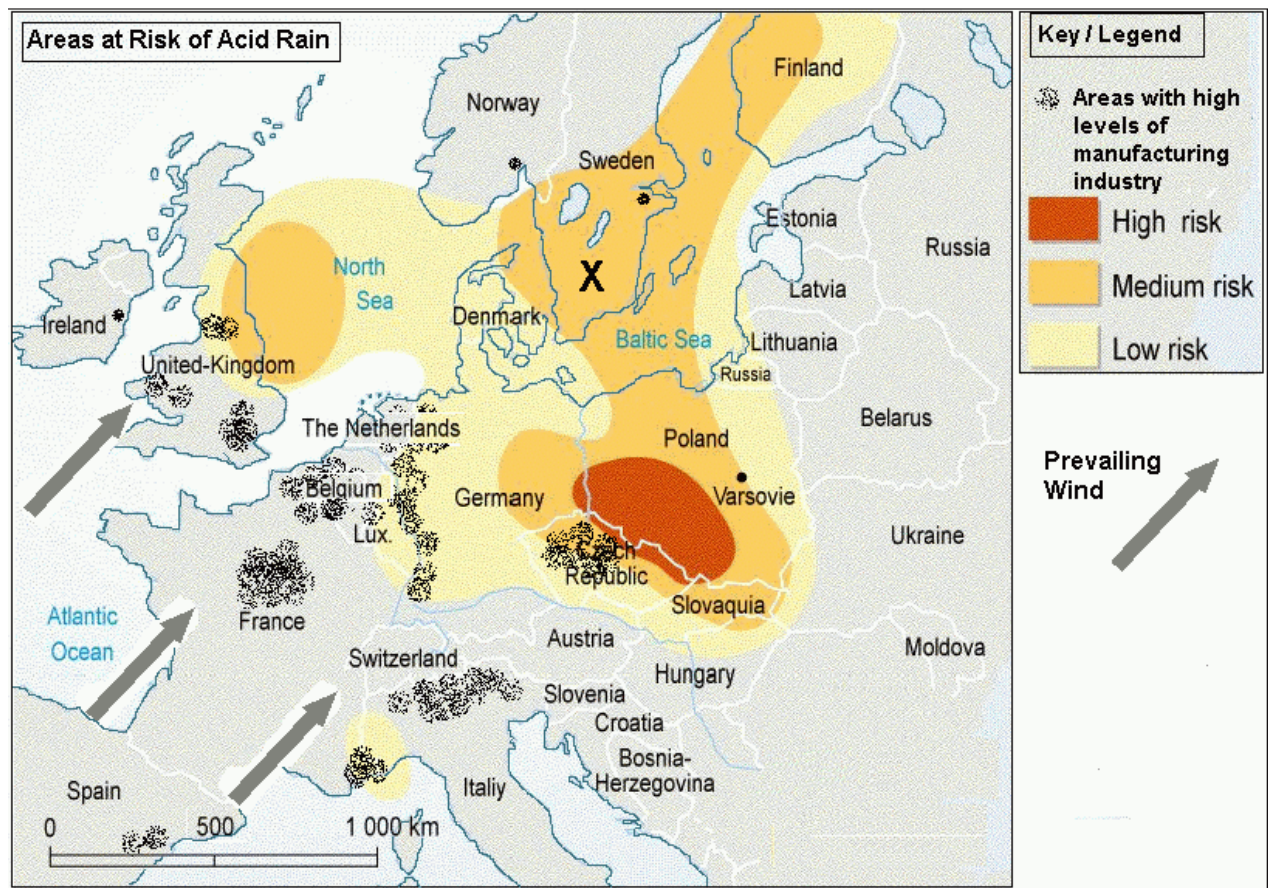 Areas at Risk of Acid Rain
Finland
Norway
Sweden
Estonia
Russia
North
Sea
Latvia
Ireland
Denmark
Baltic Sea
Lithuania
United-Kingdom
Russia
Belarus
The Netherlands
Poland
Belgium
Germany
Varsovie
Lux.
Ukraine
Czech
Republic
Slovaquia
Atlantic
Ocean
France
Austria
Moldova
Switzerland
Hungary
Slovenia
Croatia
Bosnia-
Herzegovina
Spain
Italiy
X
0 500 1 000 km
Key / Legend
Areas with high
levels of
manufacturing
industry
High risk
Medium risk
Low risk
Prevailing
Wind